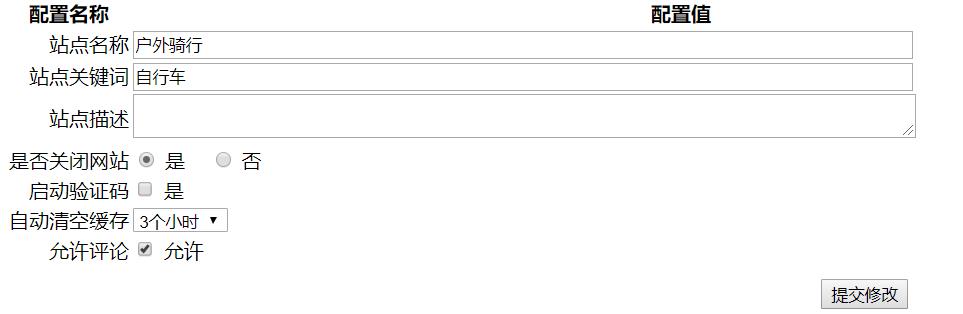 配置名称 配置值
站点名称 户外骑行
站点关键词 自行车
站点描述
是否关闭网站 是 否
启动验证码 是
自动清空缓存 3个小时
允许评论 允许
提交修改